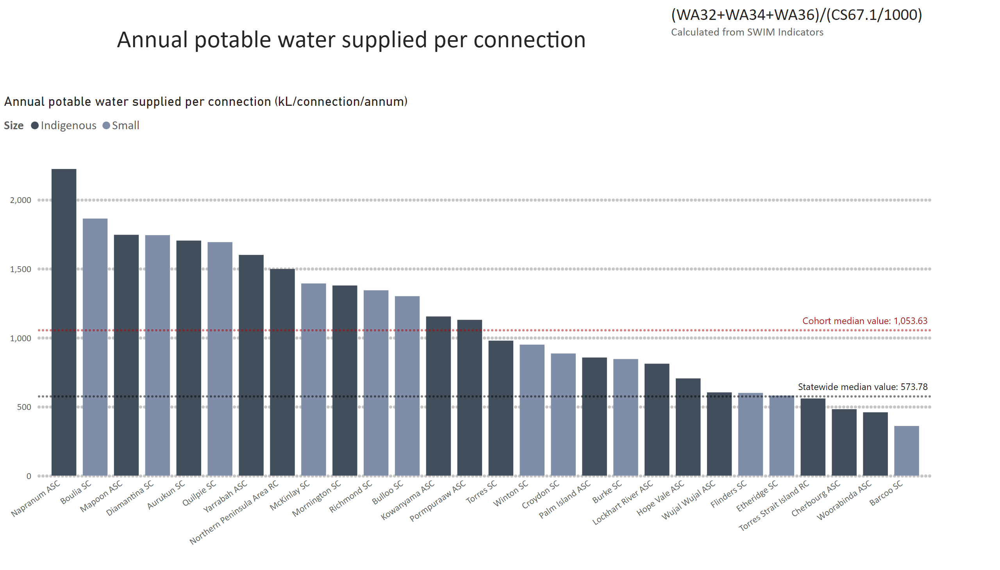 (WA32+WA34+WA36)/(CS67.1/1000)
Calculated from SWIM Indicators
Annual potable water supplied per connection
Annual potable water supplied per connection (kL/connection/annum)
Size Indigenous Small
2,000
1,500
Cohort median value: 1,053.63
1,000
Statewide median value: 573.78
500
0
Napranum ASC
Boulia SC
Mapoon ASC
Diamantina SC
Aurukun SC
Quilpie SC
Yarrabah ASC
Northern Peninsula Area RC
McKinlay SC
Mornington SC
Richmond SC
Bulloo SC
Kowanyama ASC
Pormpuraaw ASC
Torres SC
Winton SC
Croydon SC
Palm Island ASC
Burke SC
Lockhart River ASC
Hope Vale ASC
Wujal Wujal ASC
Flinders SC
Etheridge SC
Torres Strait Island RC
Cherbourg ASC
Woorabinda ASC
Barcoo SC